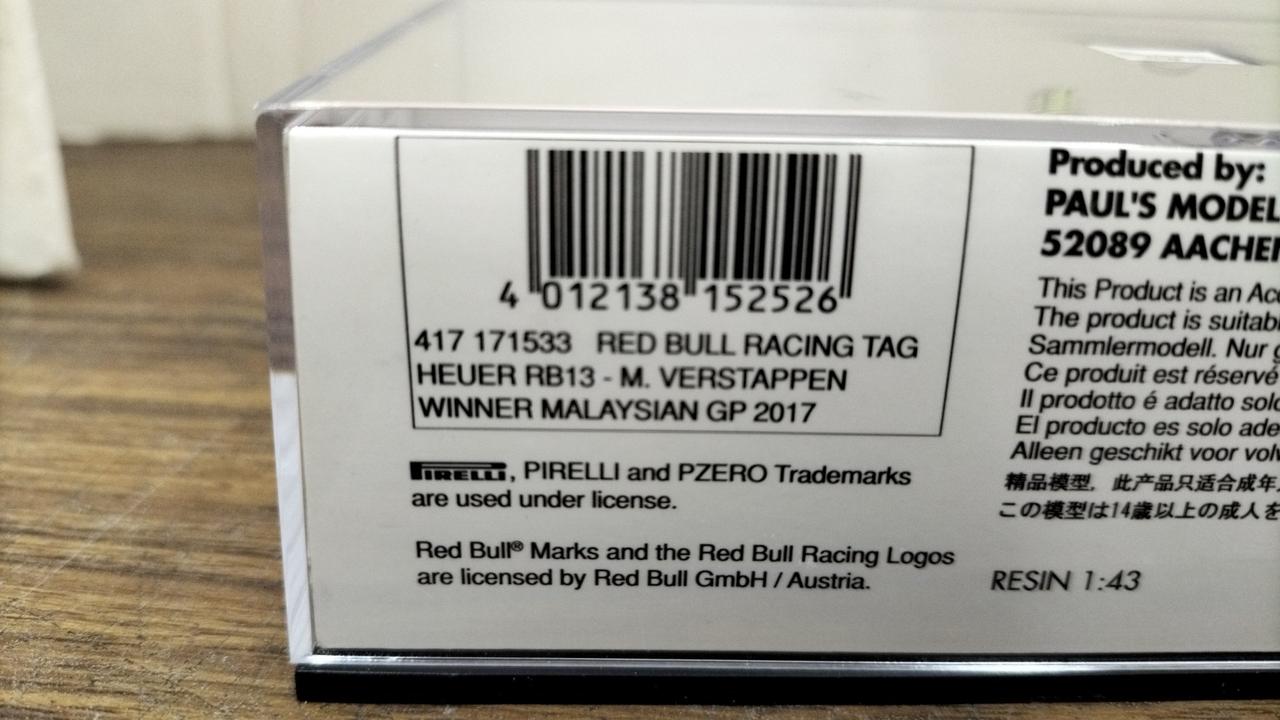 4 012138 152526
417 171533 RED BULL RACING TAG
HEUER RB13 - M. VERSTAPPEN
WINNER MALAYSIAN GP 2017
PIRELLI, PIRELLI and PZERO Trademarks
are used under license.
Red Bull® Marks and the Red Bull Racing Logos
are licensed by Red Bull GmbH / Austria.
Produced by:
PAUL'S MODEL
52089 AACHEN
This Product is an
The product is
Sammlermodell. Nur
Ce produit est réservé
Il prodotto é adatto
El producto es solo
Alleen geschikt voor
精品模型，此产品只适合成年
この模型は14歳以上の成人を
RESIN 1:43